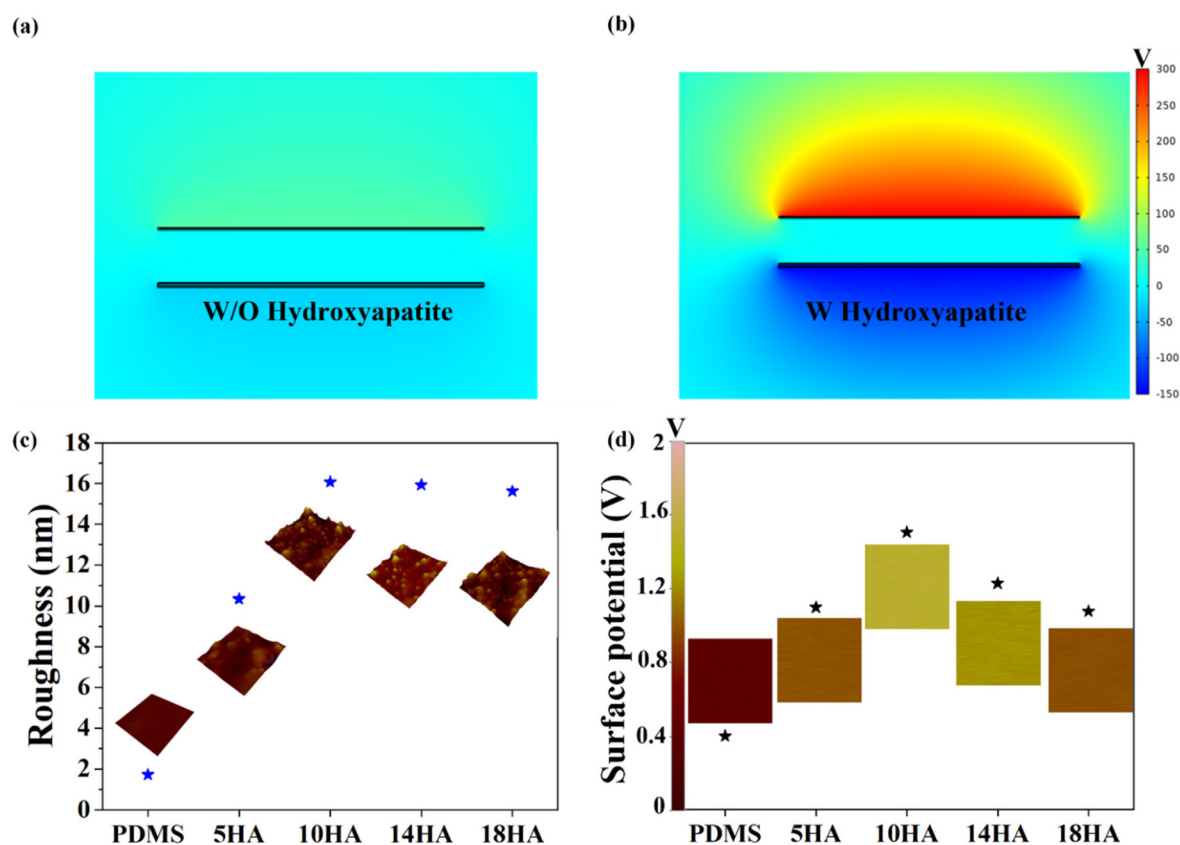 (a)
(b)
V
300
250
200
150
100
50
0
-50
-100
-150
W/O Hydroxyapatite
W Hydroxyapatite
(c)
18
16
14
12
10
8
6
4
2
0
Roughness (nm)
PDMS 5HA 10HA 14HA 18HA
(d)
V
2
1.6
1.2
0.8
0.4
0
Surface potential (V)
PDMS 5HA 10HA 14HA 18HA